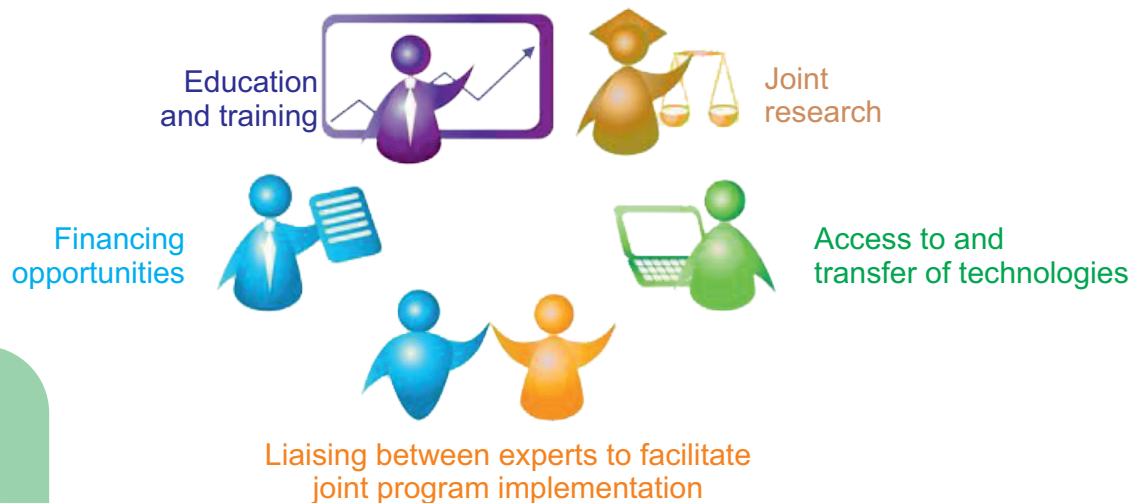 Education
and training
Joint
research
Financing
opportunities
Access to and
transfer of technologies
Liaising between experts to facilitate
joint program implementation